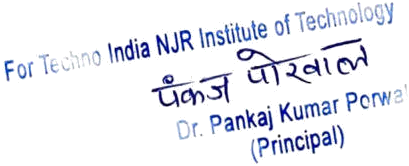 For Techno India NJR Institute of Technology
पंकज पोरवाल
Dr. Pankaj Kumar Porwal
(Principal)